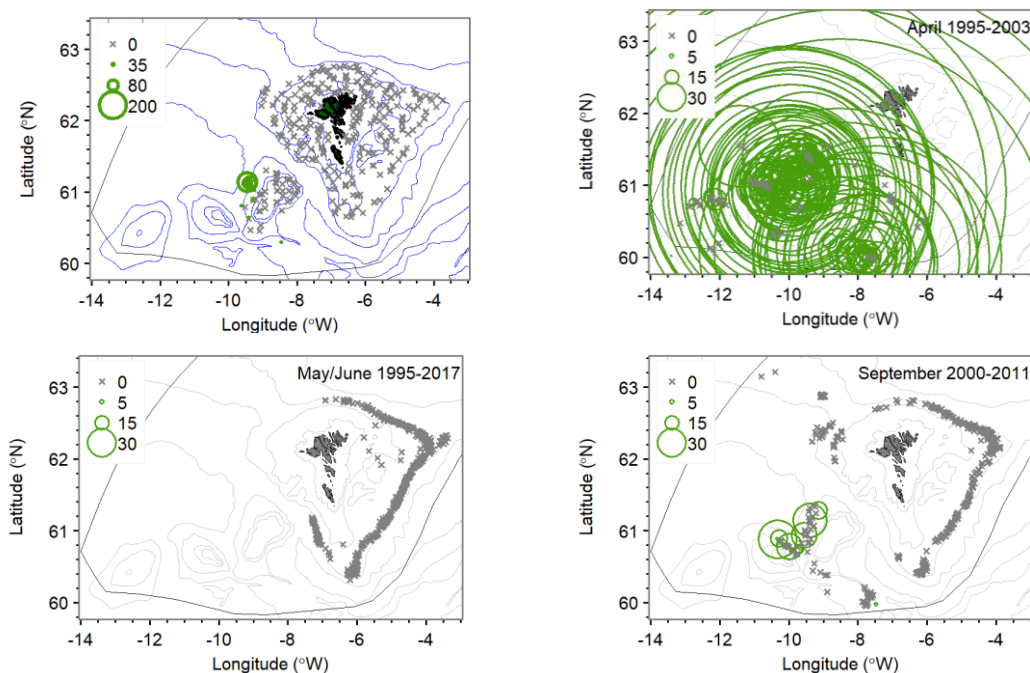 63
62
61
60
Latitude (°N)
× 0
35
80
200
-14 -12 -10 -8 -6 -4
Longitude (°W)
April 1995-2003
63
62
61
60
Latitude (°N)
× 0
5
15
30
-14 -12 -10 -8 -6 -4
Longitude (°W)
May/June 1995-2017
63
62
61
60
Latitude (°N)
× 0
5
15
30
-14 -12 -10 -8 -6 -4
Longitude (°W)
September 2000-2011
63
62
61
60
Latitude (°N)
× 0
5
15
30
-14 -12 -10 -8 -6 -4
Longitude (°W)